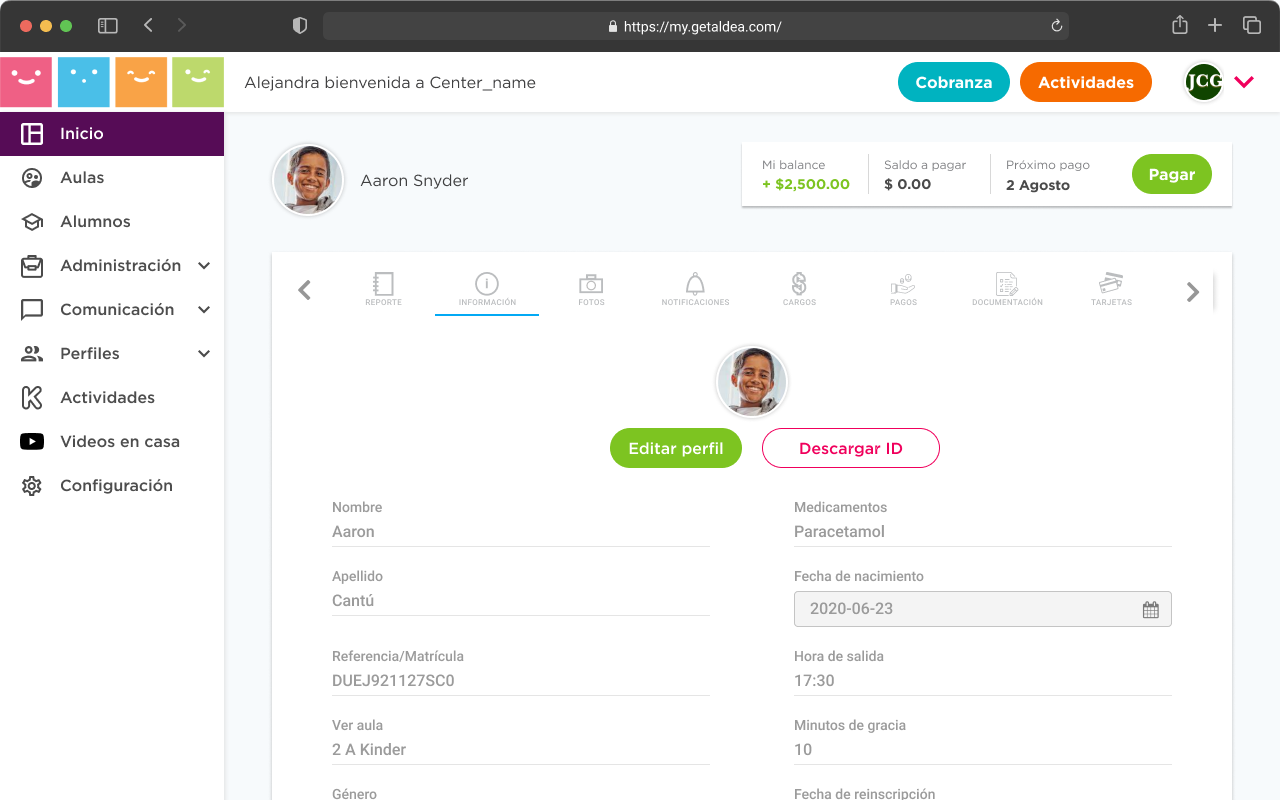 https://my.getaldea.com/
Alejandra bienvenida a Center_name
Cobranza
Actividades
JCG
Inicio
Aulas
Alumnos
Administración
Comunicación
Perfiles
Actividades
Videos en casa
Configuración
Aaron Snyder
Mi balance
+ $2,500.00
Saldo a pagar
$ 0.00
Próximo pago
2 Agosto
Pagar
REPORTE
INFORMACIÓN
FOTOS
NOTIFICACIONES
CARGOS
PAGOS
DOCUMENTACIÓN
TARJETAS
Editar perfil
Descargar ID
Nombre
Aaron
Medicamentos
Paracetamol
Apellido
Cantú
Fecha de nacimiento
2020-06-23
Referencia/Matrícula
DUEJ921127SC0
Hora de salida
17:30
Ver aula
2 A Kinder
Minutos de gracia
10
Género
Fecha de reinscripción